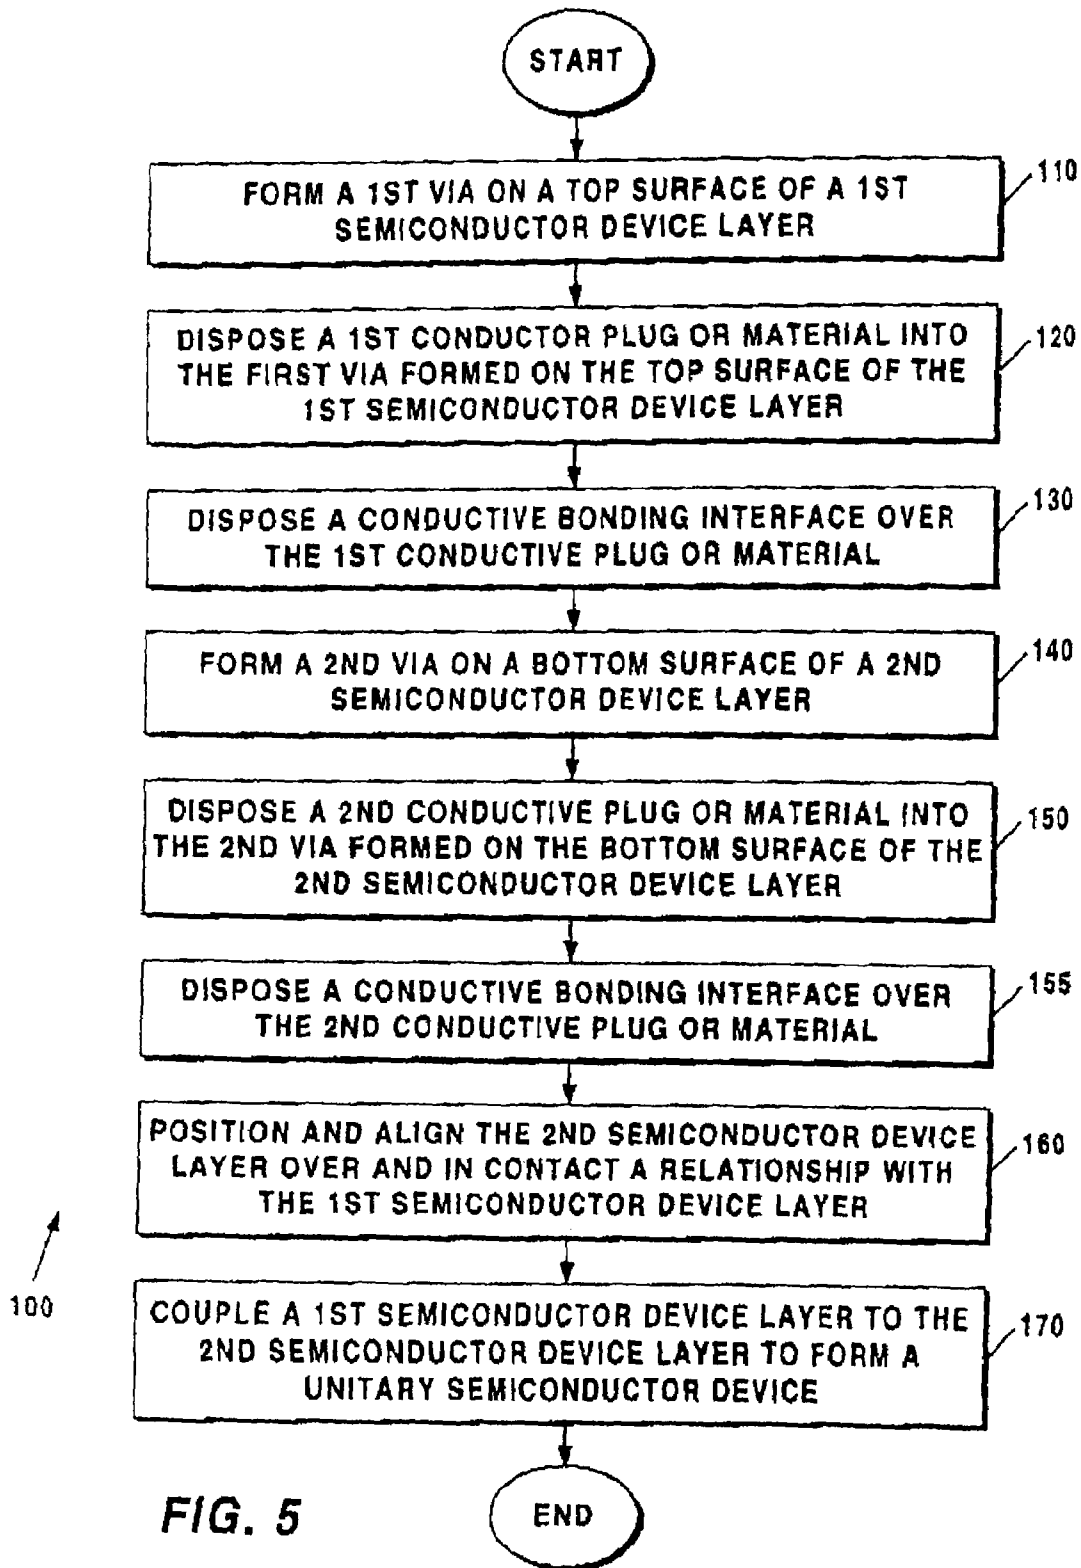 START
FORM A 1ST VIA ON A TOP SURFACE OF A 1ST
SEMICONDUCTOR DEVICE LAYER
110
DISPOSE A 1ST CONDUCTOR PLUG OR MATERIAL INTO
THE FIRST VIA FORMED ON THE TOP SURFACE OF THE
1ST SEMICONDUCTOR DEVICE LAYER
120
DISPOSE A CONDUCTIVE BONDING INTERFACE OVER
THE 1ST CONDUCTIVE PLUG OR MATERIAL
130
FORM A 2ND VIA ON A BOTTOM SURFACE OF A 2ND
SEMICONDUCTOR DEVICE LAYER
140
DISPOSE A 2ND CONDUCTIVE PLUG OR MATERIAL INTO
THE 2ND VIA FORMED ON THE BOTTOM SURFACE OF THE
2ND SEMICONDUCTOR DEVICE LAYER
150
DISPOSE A CONDUCTIVE BONDING INTERFACE OVER
THE 2ND CONDUCTIVE PLUG OR MATERIAL
155
POSITION AND ALIGN THE 2ND SEMICONDUCTOR DEVICE
LAYER OVER AND IN CONTACT A RELATIONSHIP WITH
THE 1ST SEMICONDUCTOR DEVICE LAYER
160
100
COUPLE A 1ST SEMICONDUCTOR DEVICE LAYER TO THE
2ND SEMICONDUCTOR DEVICE LAYER TO FORM A
UNITARY SEMICONDUCTOR DEVICE
170
END
FIG. 5